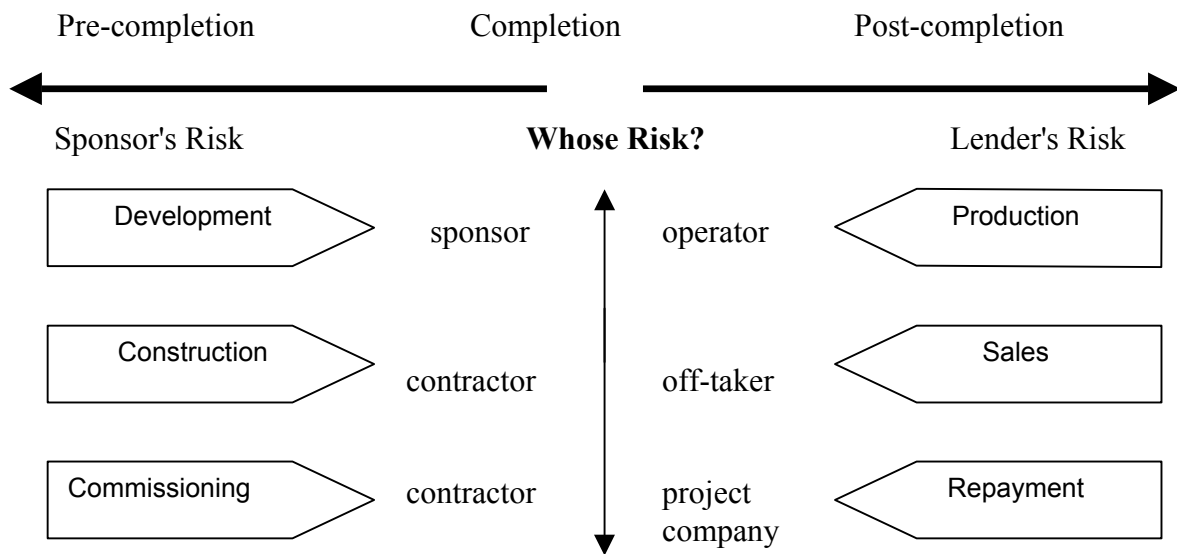 Pre-completion Completion Post-completion
Sponsor's Risk Whose Risk? Lender's Risk
Development sponsor operator Production
Construction contractor off-taker Sales
Commissioning contractor project company Repayment